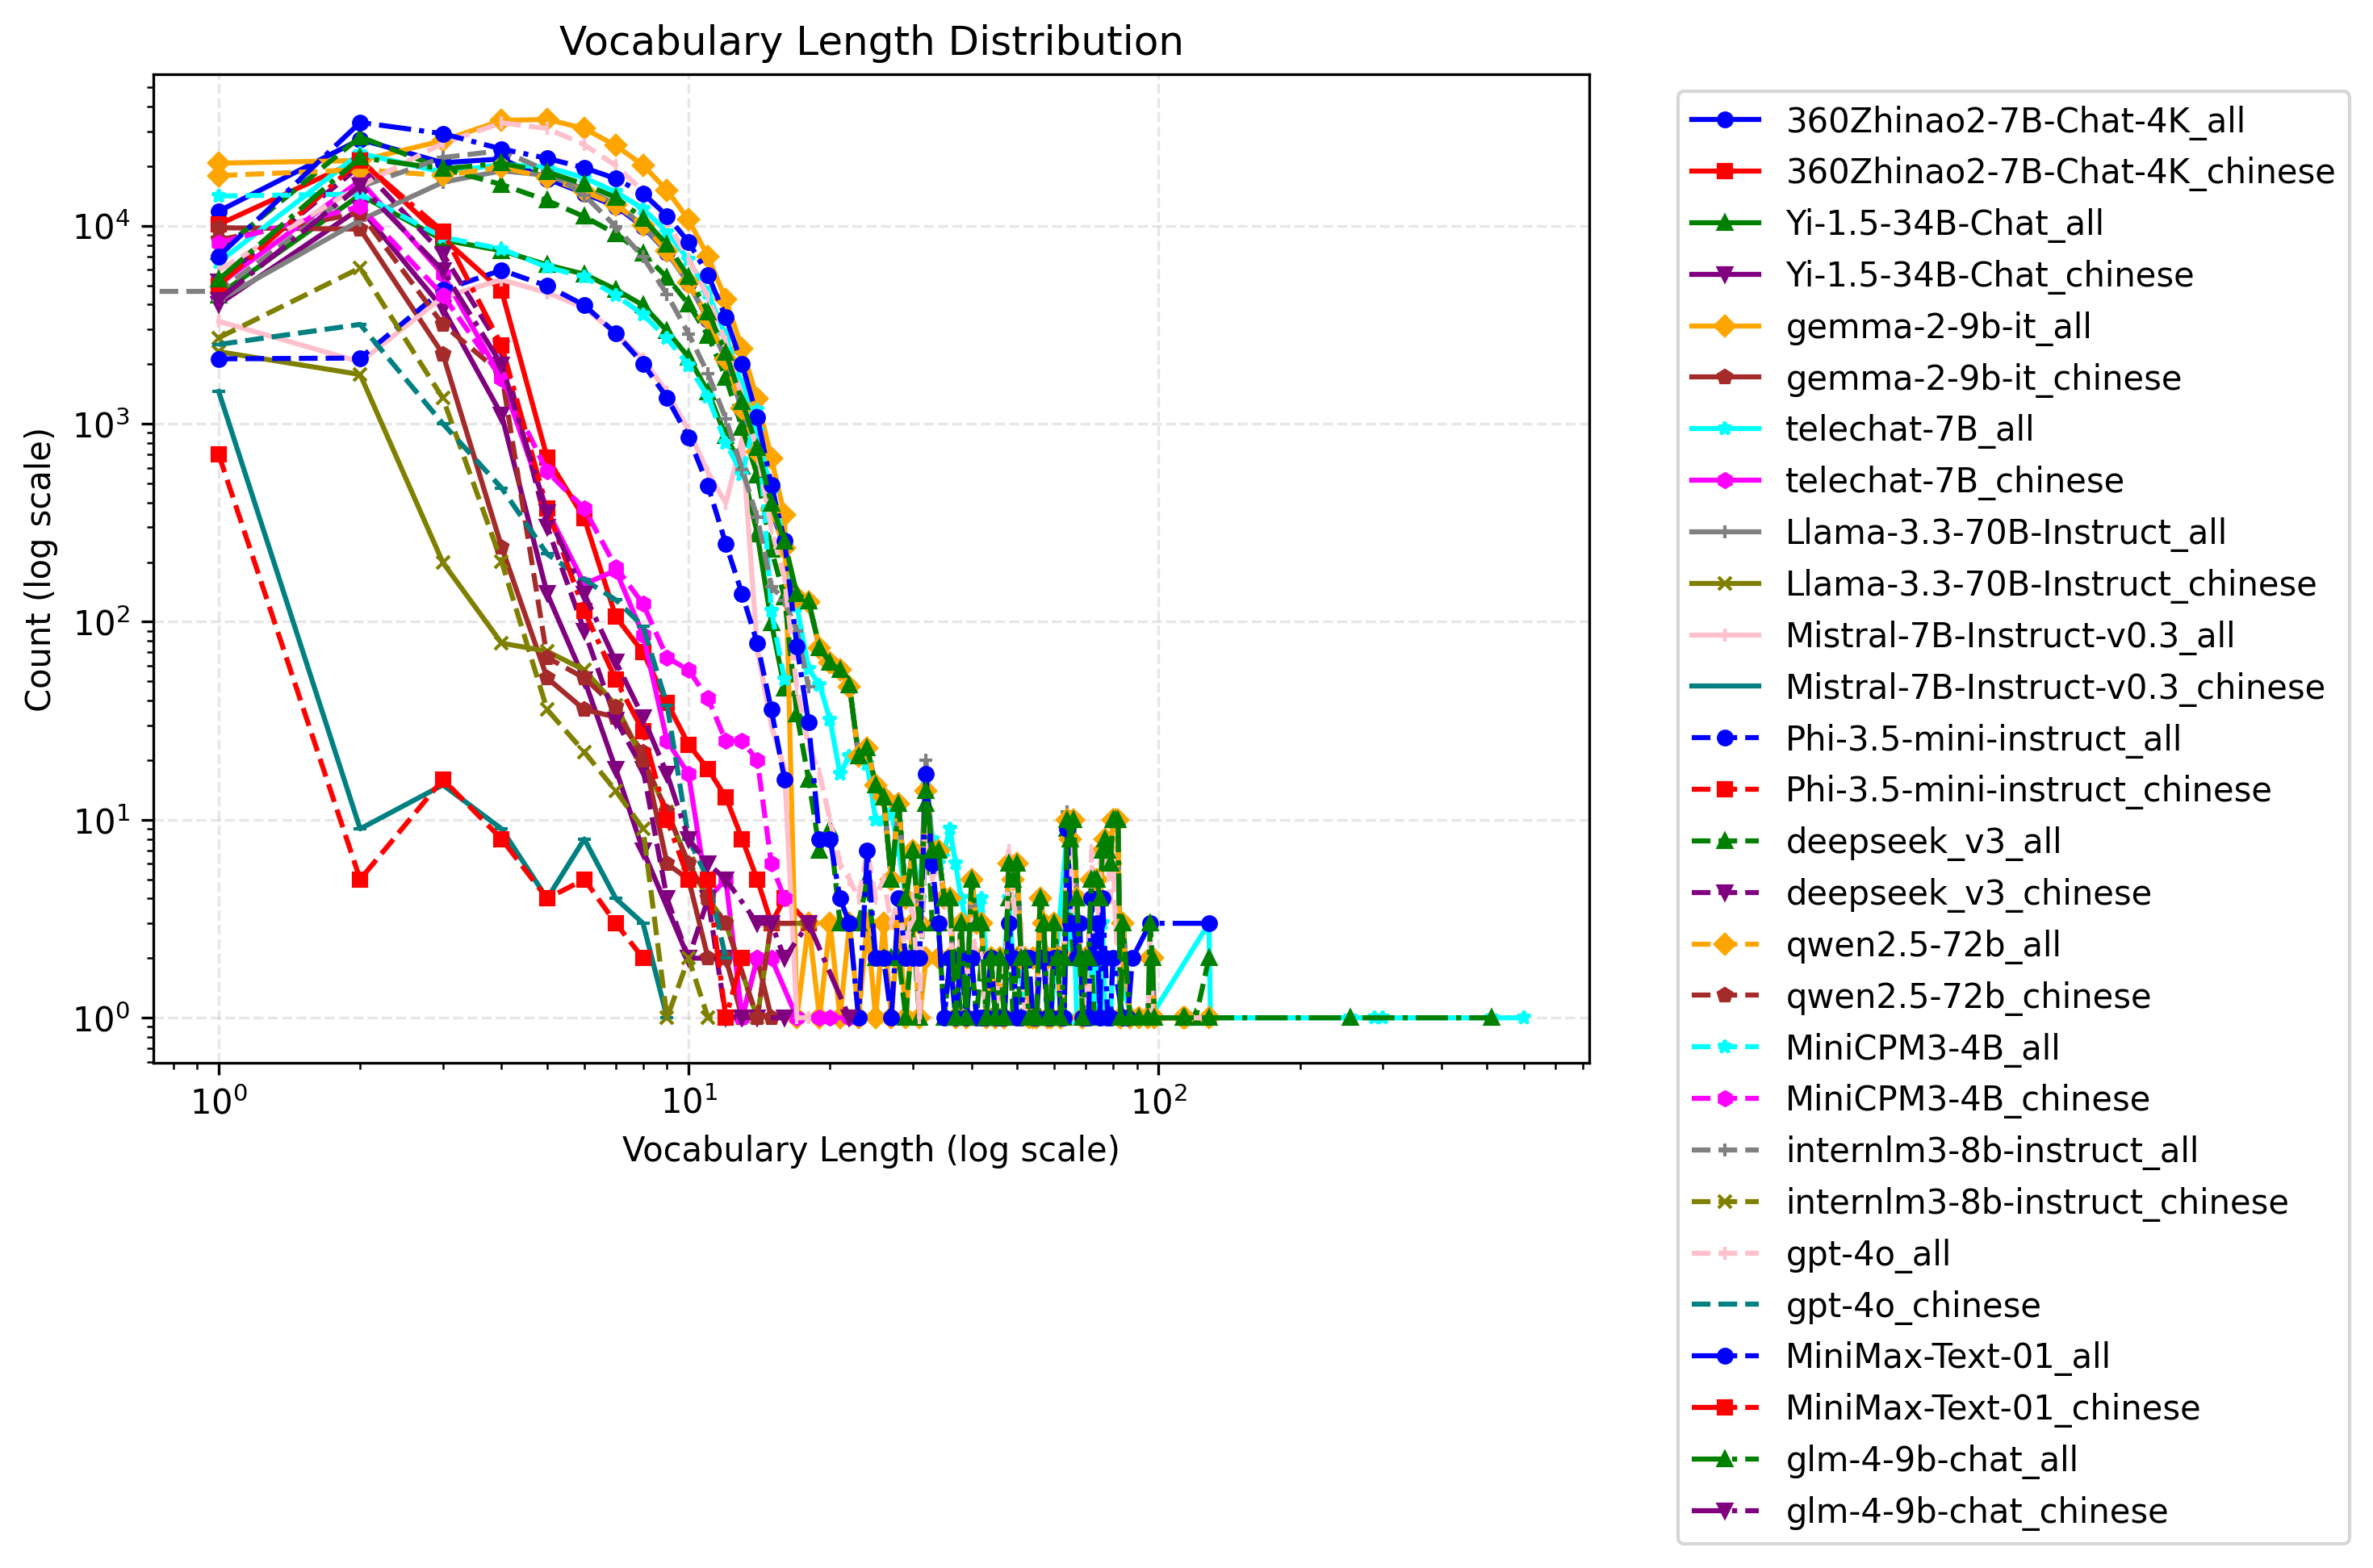 Vocabulary Length Distribution
Count (log scale)
10^4
10^3
10^2
10^1
10^0
10^0 10^1 10^2
Vocabulary Length (log scale)
360Zhinao2-7B-Chat-4K_all
360Zhinao2-7B-Chat-4K_chinese
Yi-1.5-34B-Chat_all
Yi-1.5-34B-Chat_chinese
gemma-2-9b-it_all
gemma-2-9b-it_chinese
telechat-7B_all
telechat-7B_chinese
Llama-3.3-70B-Instruct_all
Llama-3.3-70B-Instruct_chinese
Mistral-7B-Instruct-v0.3_all
Mistral-7B-Instruct-v0.3_chinese
Phi-3.5-mini-instruct_all
Phi-3.5-mini-instruct_chinese
deepseek_v3_all
deepseek_v3_chinese
qwen2.5-72b_all
qwen2.5-72b_chinese
MiniCPM3-4B_all
MiniCPM3-4B_chinese
internlm3-8b-instruct_all
internlm3-8b-instruct_chinese
gpt-4o_all
gpt-4o_chinese
MiniMax-Text-01_all
MiniMax-Text-01_chinese
glm-4-9b-chat_all
glm-4-9b-chat_chinese